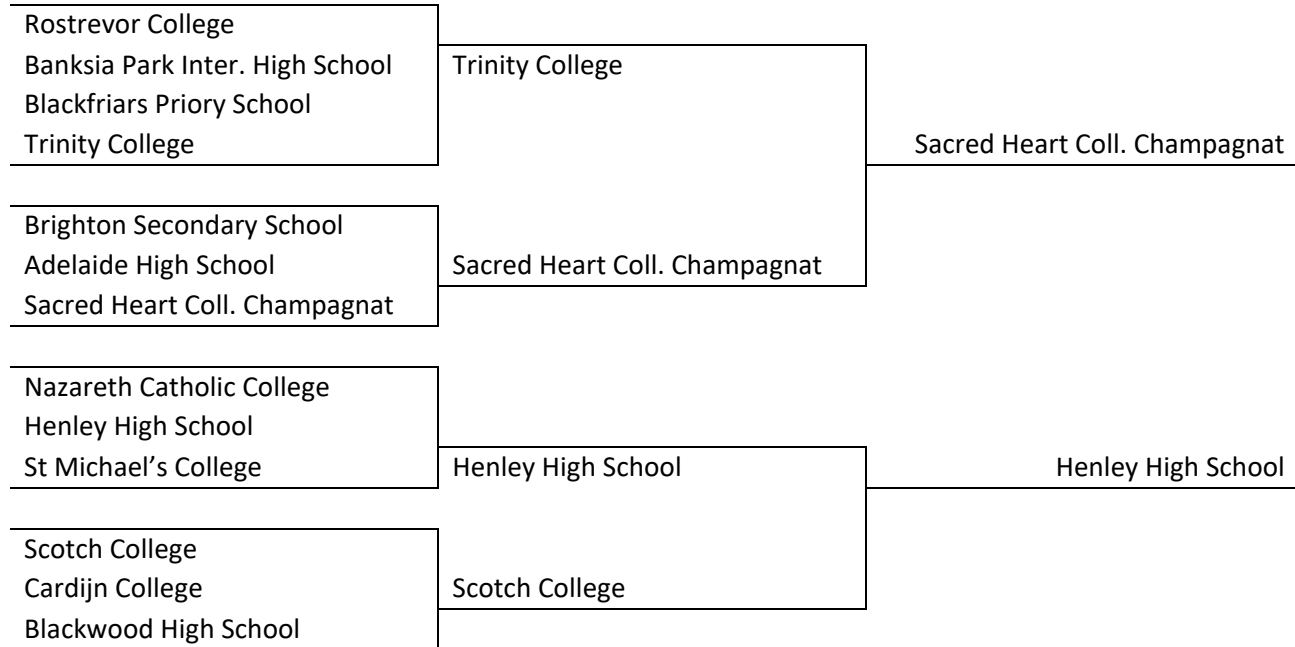 Rostrevor College
Banksia Park Inter. High School
Blackfriars Priory School
Trinity College
Brighton Secondary School
Adelaide High School
Sacred Heart Coll. Champagnat
Nazareth Catholic College
Henley High School
St Michael’s College
Scotch College
Cardijn College
Blackwood High School
Trinity College
Sacred Heart Coll. Champagnat
Henley High School
Scotch College
Sacred Heart Coll. Champagnat
Henley High School